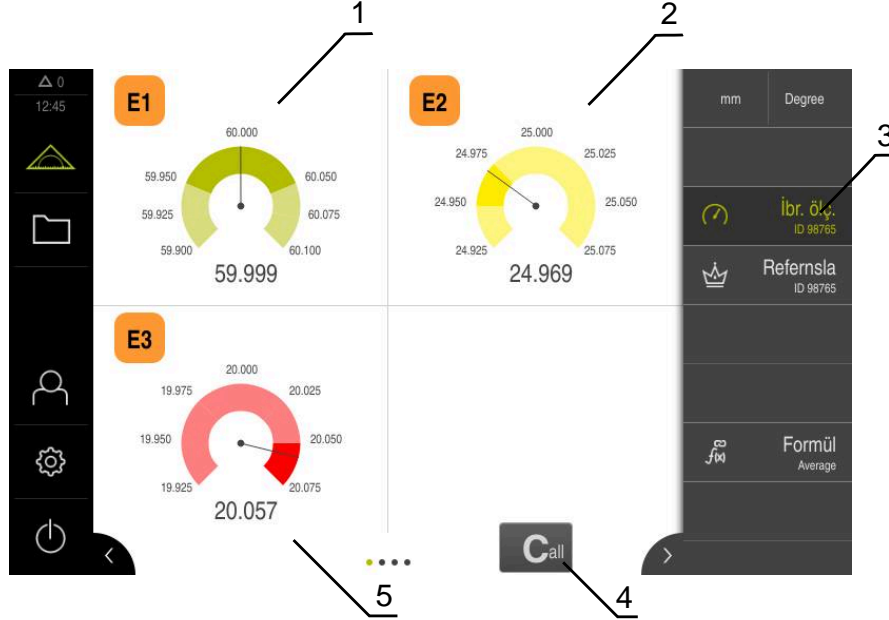 1
2
3
4
5
0
12:45
E1
60.000
59.950
60.050
59.925
60.075
59.900
60.100
59.999
E2
25.000
24.975
25.025
24.950
25.050
24.925
25.075
24.969
E3
20.000
19.975
20.025
19.950
20.050
19.925
20.075
20.057
Call
mm
Degree
İbr. ölç.
ID 98765
Refernsla
ID 98765
f(x)
Formül
Average